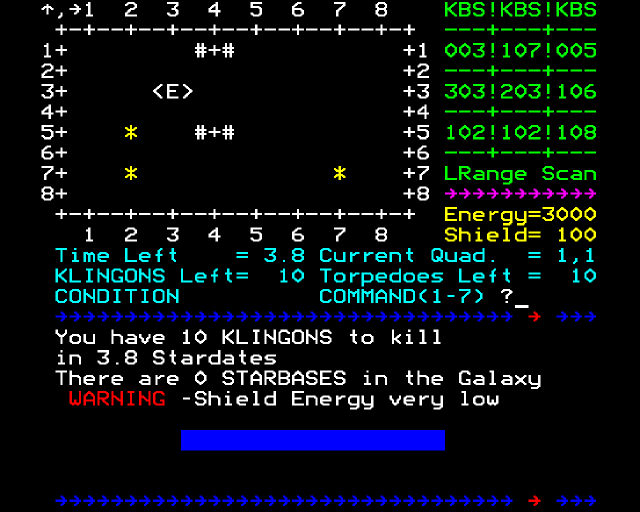 ↑,→1 2 3 4 5 6 7 8 KBS!KBS!KBS
+-+-+-+-+-+-+-+-+ ---+---+---
1+ #+# +1 003!107!005
2+ +2 ---+---+---
3+ <E> +3 303!203!106
4+ +4 ---+---+---
5+ * #+# +5 102!102!108
6+ +6 ---+---+---
7+ * * +7 LRange Scan
8+ +8 →→→→→→→→→→→
+-+-+-+-+-+-+-+-+ Energy=3000
1 2 3 4 5 6 7 8 Shield= 100
Time Left = 3.8 Current Quad. = 1,1
KLINGONS Left= 10 Torpedoes Left = 10
CONDITION COMMAND(1-7) ?_
→→→→→→→→→→→→→→→→→→→→→→→→→→→→→→→→→ → →→→
You have 10 KLINGONS to kill
in 3.8 Stardates
There are 0 STARBASES in the Galaxy
WARNING -Shield Energy very low
→→→→→→→→→→→→→→→→→→→→→→→→→→→→→→→→→ → →→→